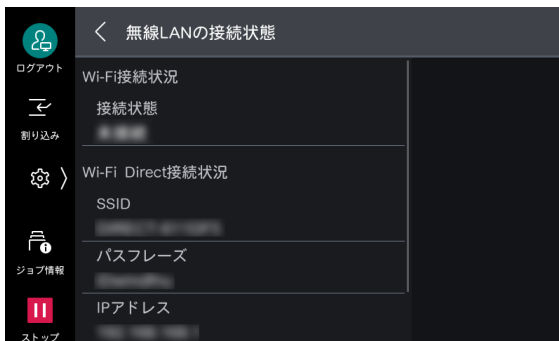 無線LANの接続状態
ログアウト
割り込み
ジョブ情報
ストップ
Wi-Fi接続状況
接続状態
Wi-Fi Direct接続状況
SSID
パスフレーズ
IPアドレス